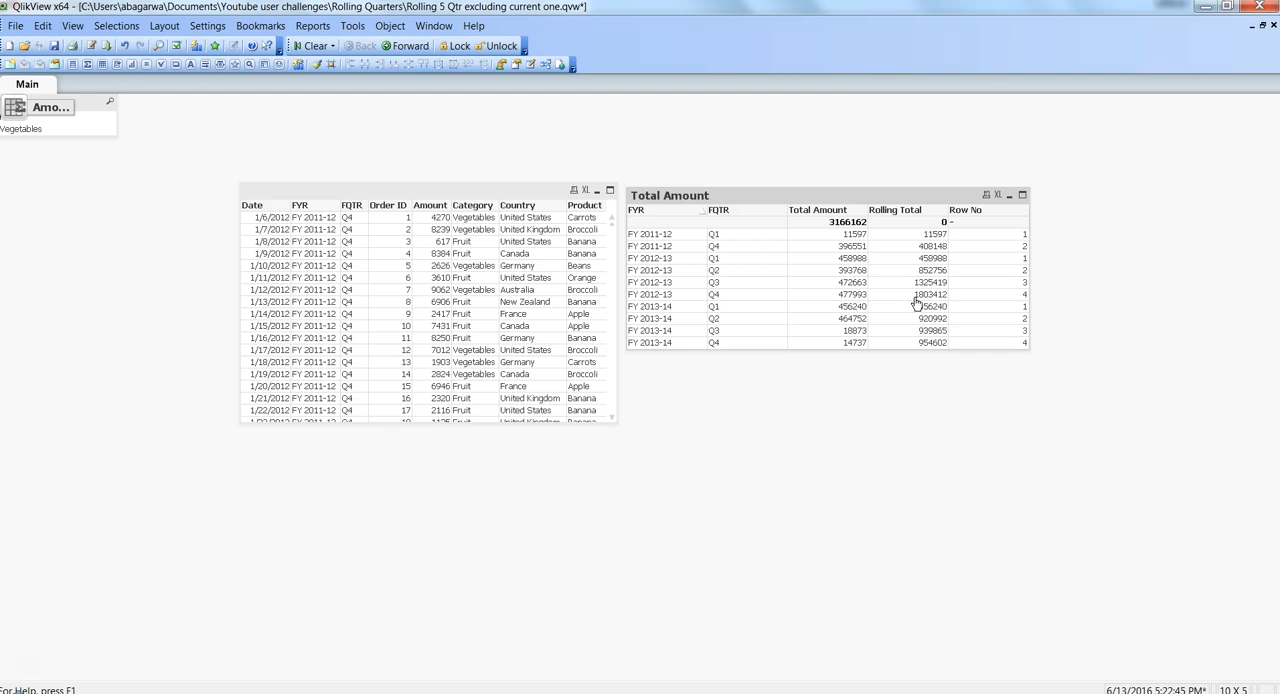 QlikView x64 - [C:\Users\abagarwa\Documents\Youtube user challenges\Rolling Quarters\Rolling 5 Qtr excluding current one.qvw*]
File Edit View Selections Layout Settings Bookmarks Reports Tools Object Window Help
Clear Back Forward Lock Unlock
Main
Amo...
Vegetables
Date FYR FQTR Order ID Amount Category Country Product
1/6/2012 FY 2011-12 Q4 1 4270 Vegetables United States Carrots
1/7/2012 FY 2011-12 Q4 2 8239 Vegetables United Kingdom Broccoli
1/8/2012 FY 2011-12 Q4 3 617 Fruit United States Banana
1/9/2012 FY 2011-12 Q4 4 8384 Fruit Canada Banana
1/10/2012 FY 2011-12 Q4 5 2626 Vegetables Germany Beans
1/11/2012 FY 2011-12 Q4 6 3610 Fruit United States Orange
1/12/2012 FY 2011-12 Q4 7 9062 Vegetables Australia Broccoli
1/13/2012 FY 2011-12 Q4 8 6906 Fruit New Zealand Banana
1/14/2012 FY 2011-12 Q4 9 2417 Fruit France Apple
1/15/2012 FY 2011-12 Q4 10 7431 Fruit Canada Apple
1/16/2012 FY 2011-12 Q4 11 8250 Fruit Germany Banana
1/17/2012 FY 2011-12 Q4 12 7012 Vegetables United States Broccoli
1/18/2012 FY 2011-12 Q4 13 1903 Vegetables Germany Carrots
1/19/2012 FY 2011-12 Q4 14 2824 Vegetables Canada Broccoli
1/20/2012 FY 2011-12 Q4 15 6946 Fruit France Apple
1/21/2012 FY 2011-12 Q4 16 2320 Fruit United Kingdom Banana
1/22/2012 FY 2011-12 Q4 17 2116 Fruit United States Banana
XL
Total Amount XL
FYR FQTR Total Amount Rolling Total Row No
3166162 0 -
FY 2011-12 Q1 11597 11597 1
FY 2011-12 Q4 396551 408148 2
FY 2012-13 Q1 458988 458988 1
FY 2012-13 Q2 393768 852756 2
FY 2012-13 Q3 472663 1325419 3
FY 2012-13 Q4 477993 1803412 4
FY 2013-14 Q1 456240 56240 1
FY 2013-14 Q2 464752 920992 2
FY 2013-14 Q3 18873 939865 3
FY 2013-14 Q4 14737 954602 4
For Help, press F1
6/13/2016 5:22:45 PM* 10 X 5